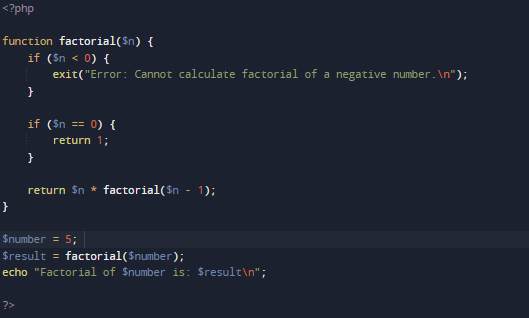 <?php
function factorial($n) {
    if ($n < 0) {
        exit("Error: Cannot calculate factorial of a negative number.\n");
    }
    if ($n == 0) {
        return 1;
    }
    return $n * factorial($n - 1);
}
$number = 5;
$result = factorial($number);
echo "Factorial of $number is: $result\n";
?>